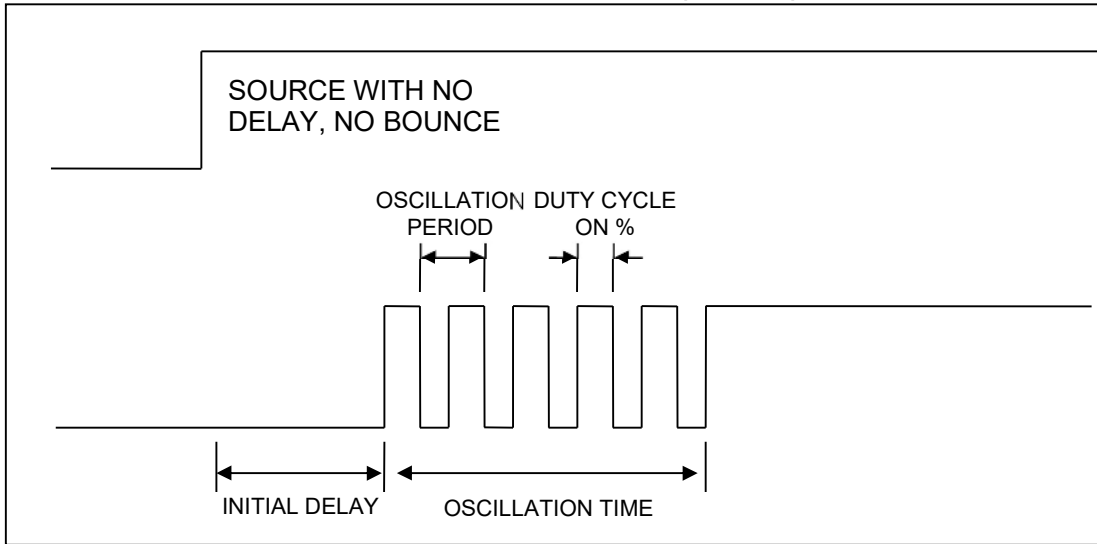 SOURCE WITH NO
DELAY, NO BOUNCE
OSCILLATION
PERIOD
DUTY CYCLE
ON %
INITIAL DELAY
OSCILLATION TIME